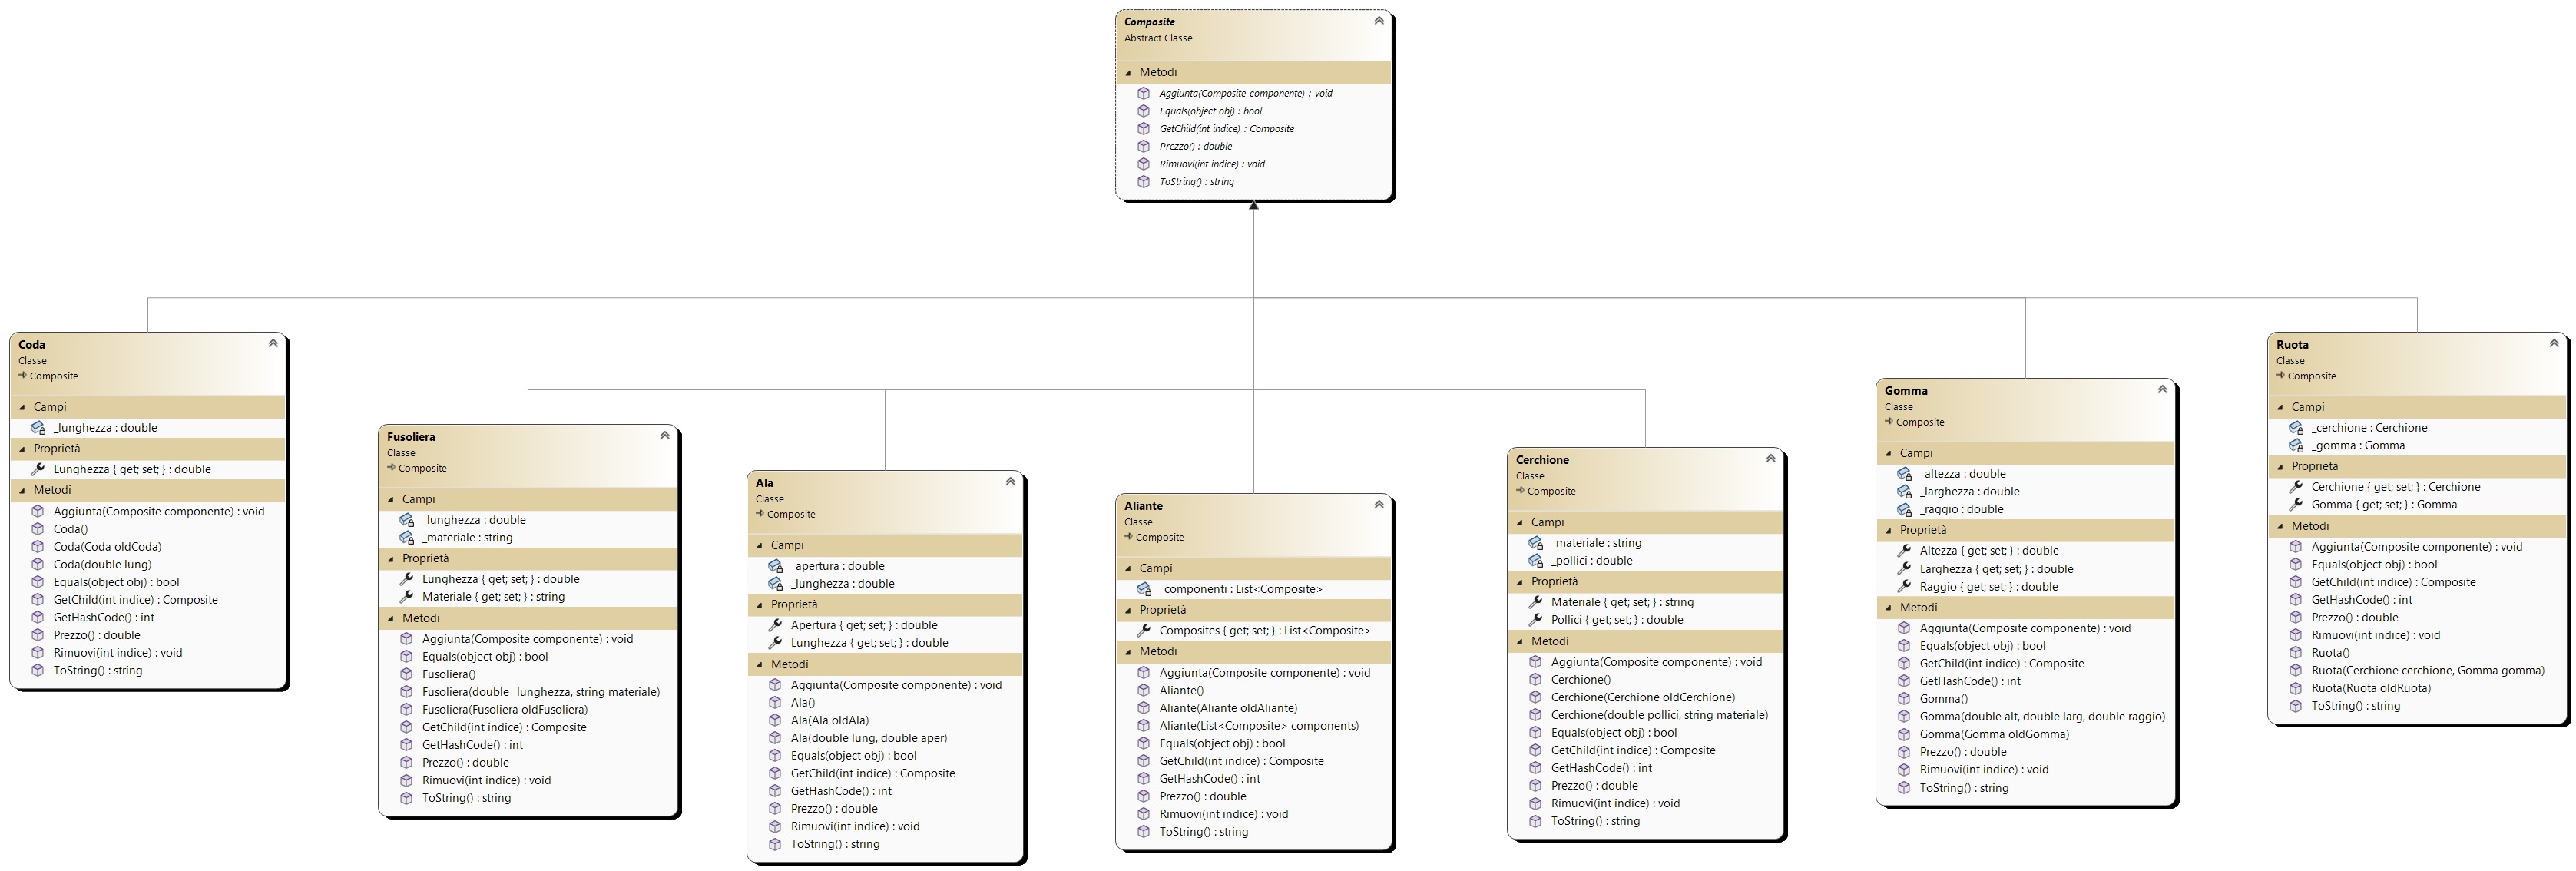 Composite
Abstract Classe
Metodi
Aggiunta(Composite componente) : void
Equals(object obj) : bool
GetChild(int indice) : Composite
Prezzo() : double
Rimuovi(int indice) : void
ToString() : string
Coda
Classe
Composite
Campi
_lunghezza : double
Proprietà
Lunghezza { get; set; } : double
Metodi
Aggiunta(Composite componente) : void
Coda()
Coda(Coda oldCoda)
Coda(double lung)
Equals(object obj) : bool
GetChild(int indice) : Composite
GetHashCode() : int
Prezzo() : double
Rimuovi(int indice) : void
ToString() : string
Fusoliera
Classe
Composite
Campi
_lunghezza : double
_materiale : string
Proprietà
Lunghezza { get; set; } : double
Materiale { get; set; } : string
Metodi
Aggiunta(Composite componente) : void
Equals(object obj) : bool
Fusoliera()
Fusoliera(double _lunghezza, string materiale)
Fusoliera(Fusoliera oldFusoliera)
GetChild(int indice) : Composite
GetHashCode() : int
Prezzo() : double
Rimuovi(int indice) : void
ToString() : string
Ala
Classe
Composite
Campi
_apertura : double
_lunghezza : double
Proprietà
Apertura { get; set; } : double
Lunghezza { get; set; } : double
Metodi
Aggiunta(Composite componente) : void
Ala()
Ala(Ala oldAla)
Ala(double lung, double aper)
Equals(object obj) : bool
GetChild(int indice) : Composite
GetHashCode() : int
Prezzo() : double
Rimuovi(int indice) : void
ToString() : string
Aliante
Classe
Composite
Campi
_componenti : List<Composite>
Proprietà
Composites { get; set; } : List<Composite>
Metodi
Aggiunta(Composite componente) : void
Aliante()
Aliante(Aliante oldAliante)
Aliante(List<Composite> components)
Equals(object obj) : bool
GetChild(int indice) : Composite
GetHashCode() : int
Prezzo() : double
Rimuovi(int indice) : void
ToString() : string
Cerchione
Classe
Composite
Campi
_materiale : string
_pollici : double
Proprietà
Materiale { get; set; } : string
Pollici { get; set; } : double
Metodi
Aggiunta(Composite componente) : void
Cerchione()
Cerchione(Cerchione oldCerchione)
Cerchione(double pollici, string materiale)
Equals(object obj) : bool
GetChild(int indice) : Composite
GetHashCode() : int
Prezzo() : double
Rimuovi(int indice) : void
ToString() : string
Gomma
Classe
Composite
Campi
_altezza : double
_larghezza : double
_raggio : double
Proprietà
Altezza { get; set; } : double
Larghezza { get; set; } : double
Raggio { get; set; } : double
Metodi
Aggiunta(Composite componente) : void
Equals(object obj) : bool
GetChild(int indice) : Composite
GetHashCode() : int
Gomma()
Gomma(double alt, double larg, double raggio)
Gomma(Gomma oldGomma)
Prezzo() : double
Rimuovi(int indice) : void
ToString() : string
Ruota
Classe
Composite
Campi
_cerchione : Cerchione
_gomma : Gomma
Proprietà
Cerchione { get; set; } : Cerchione
Gomma { get; set; } : Gomma
Metodi
Aggiunta(Composite componente) : void
Equals(object obj) : bool
GetChild(int indice) : Composite
GetHashCode() : int
Prezzo() : double
Rimuovi(int indice) : void
Ruota()
Ruota(Cerchione cerchione, Gomma gomma)
Ruota(Ruota oldRuota)
ToString() : string